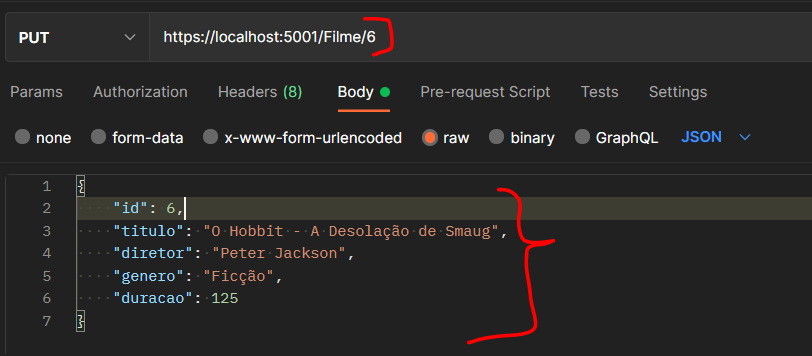 PUT https://localhost:5001/Filme/6
Params Authorization Headers (8) Body Pre-request Script Tests Settings
none form-data x-www-form-urlencoded raw binary GraphQL JSON
1 {
2 "id": 6,
3 "titulo": "O Hobbit - A Desolação de Smaug",
4 "diretor": "Peter Jackson",
5 "genero": "Ficção",
6 "duracao": 125
7 }